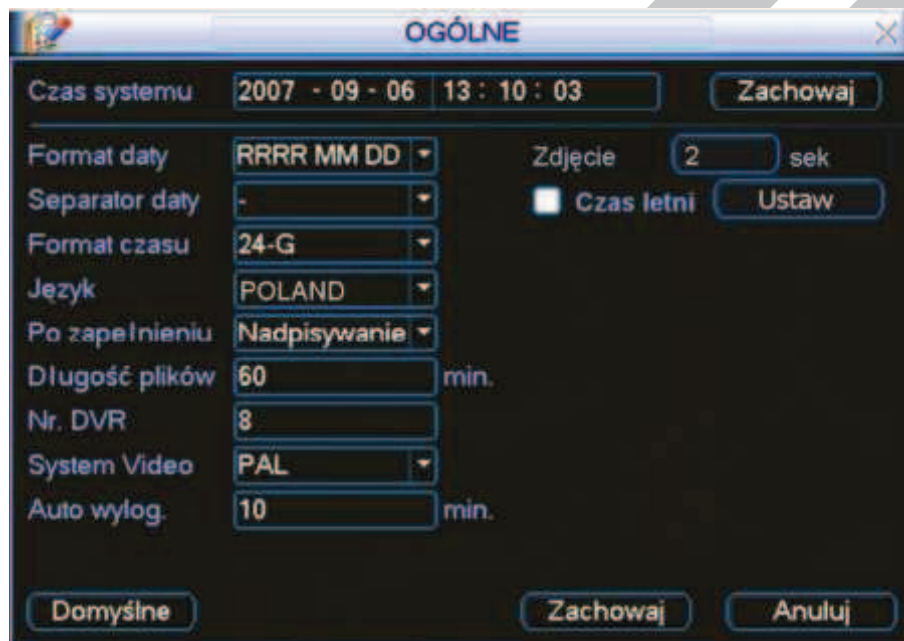 OGÓLNE
Czas systemu 2007 - 09 - 06 13 : 10 : 03 Zachowaj
Format daty RRRR MM DD Zdjęcie 2 sek
Separator daty - Czas letni Ustaw
Format czasu 24-G
Język POLAND
Po zapełnieniu Nadpisywanie
Długość plików 60 min.
Nr. DVR 8
System Video PAL
Auto wylog. 10 min.
Domyślne Zachowaj Anuluj